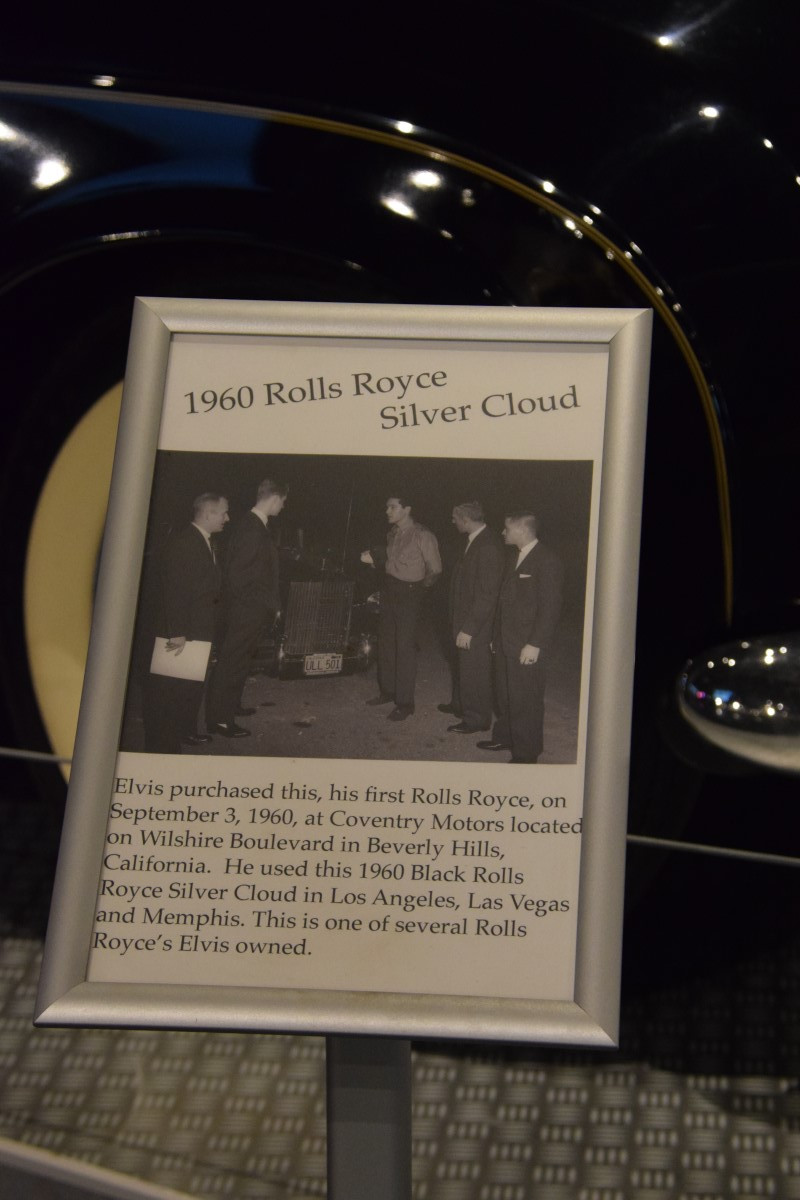 1960 Rolls Royce
Silver Cloud
ULL 501
Elvis purchased this, his first Rolls Royce, on
September 3, 1960, at Coventry Motors located
on Wilshire Boulevard in Beverly Hills,
California.  He used this 1960 Black Rolls
Royce Silver Cloud in Los Angeles, Las Vegas
and Memphis. This is one of several Rolls
Royce's Elvis owned.